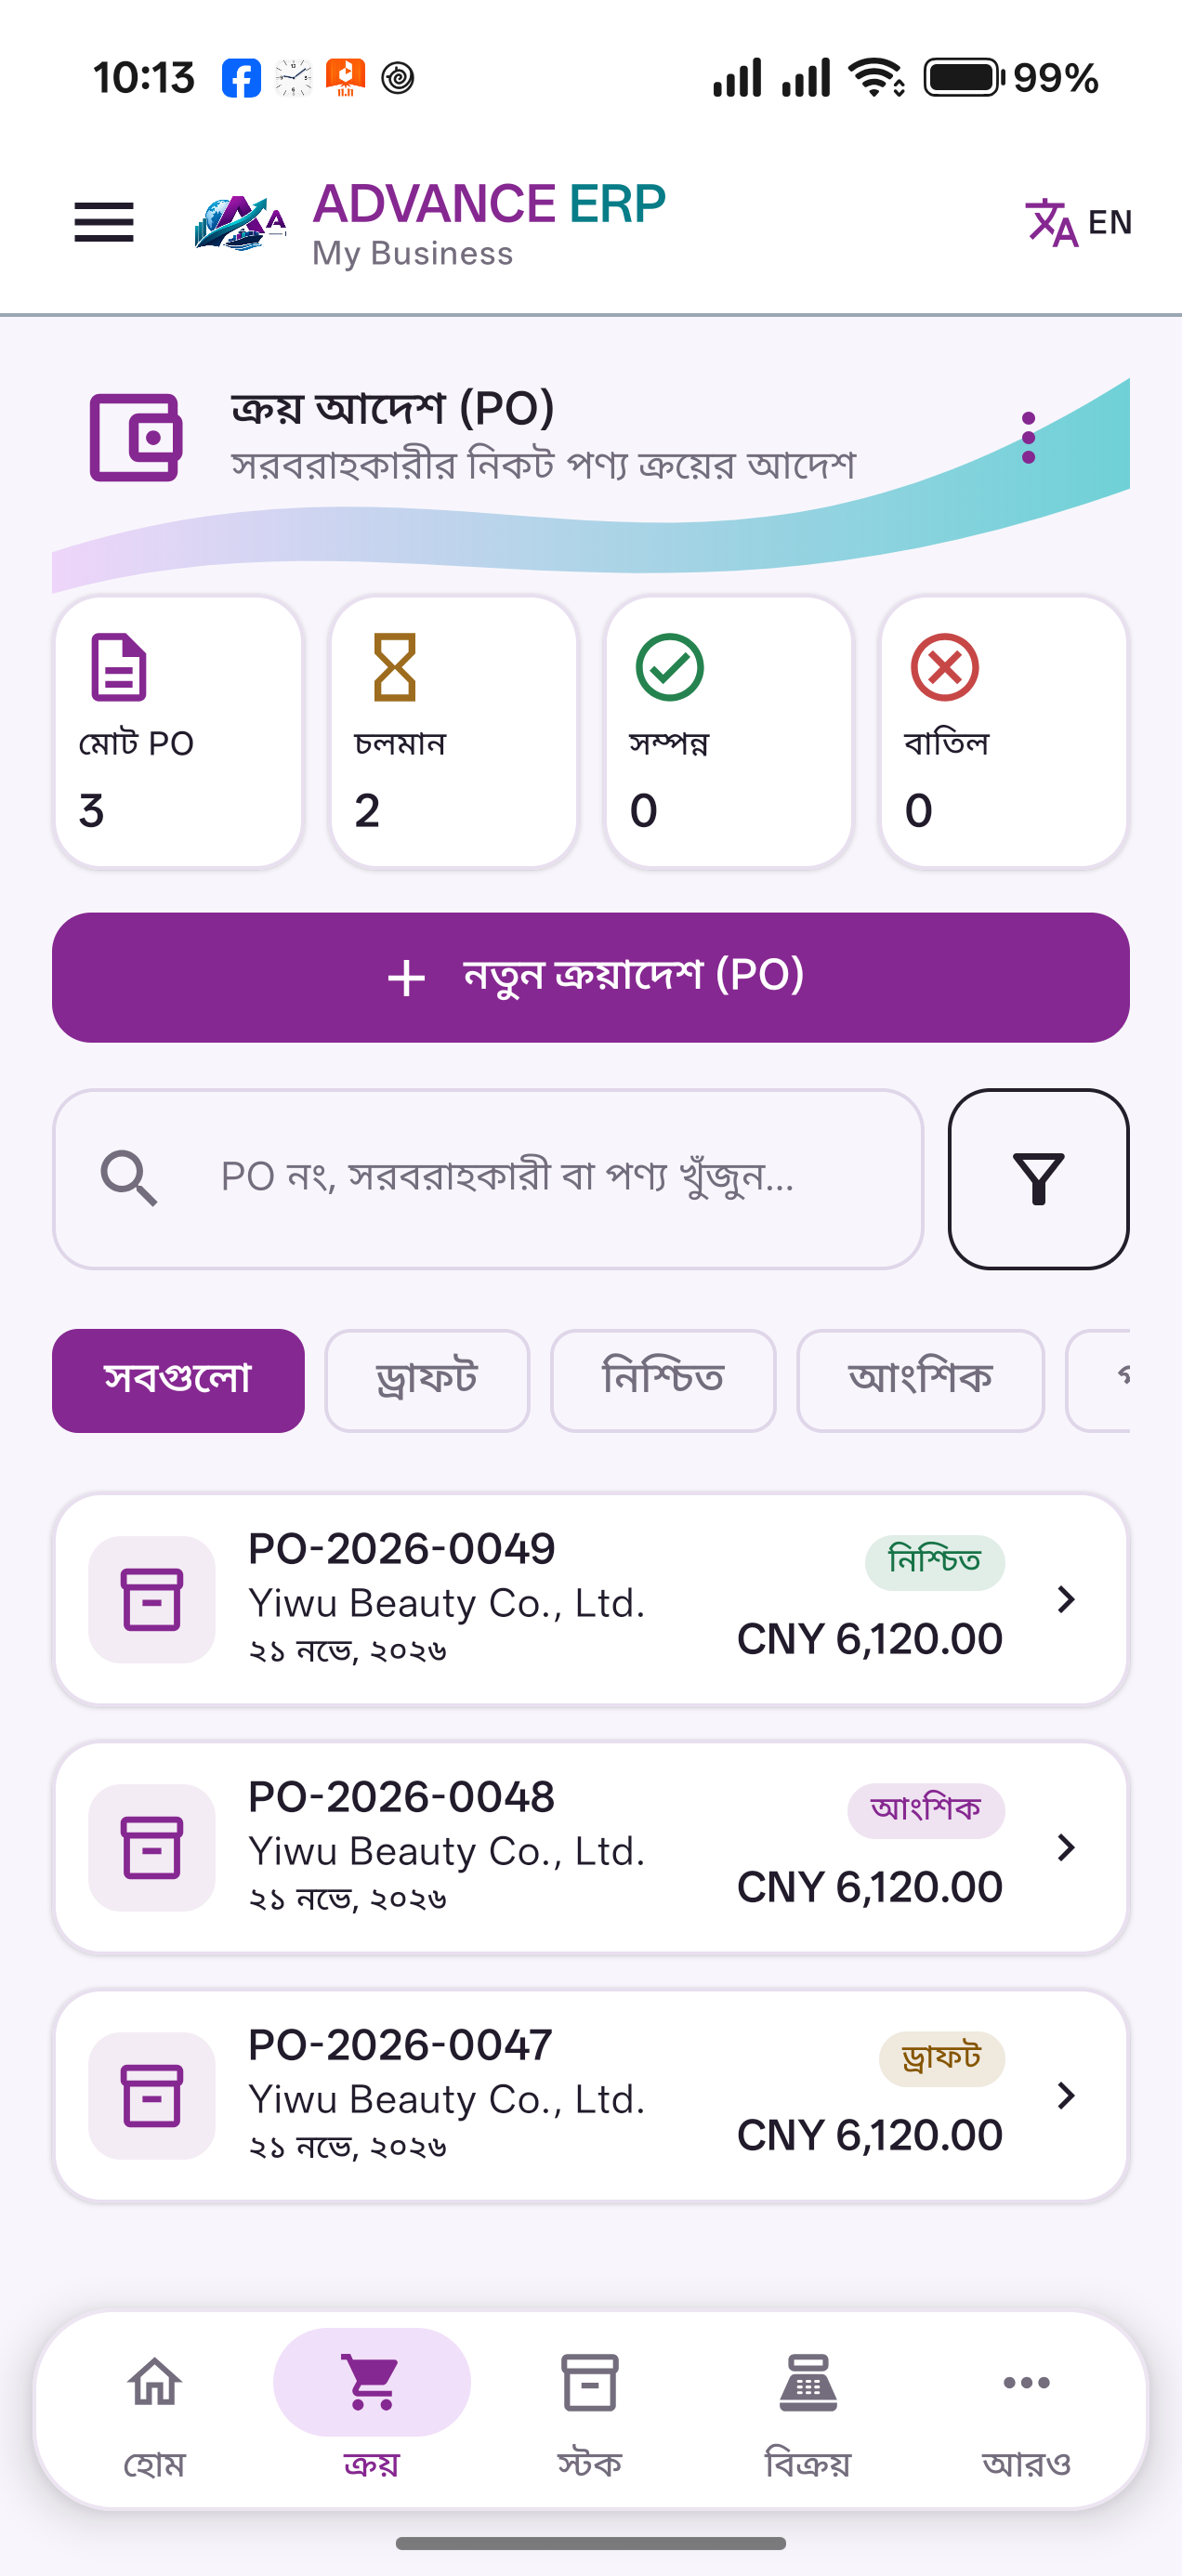 10:13
99%
ADVANCE ERP
My Business
EN
ক্রয় আদেশ (PO)
সরবরাহকারীর নিকট পণ্য ক্রয়ের আদেশ
মোট PO
3
চলমান
2
সম্পন্ন
0
বাতিল
0
+ নতুন ক্রয়াদেশ (PO)
PO নং, সরবরাহকারী বা পণ্য খুঁজুন...
সবগুলো
ড্রাফট
নিশ্চিত
আংশিক
PO-2026-0049
নিশ্চিত
Yiwu Beauty Co., Ltd.
CNY 6,120.00
২১ নভে, ২০২৬
PO-2026-0048
আংশিক
Yiwu Beauty Co., Ltd.
CNY 6,120.00
২১ নভে, ২০২৬
PO-2026-0047
ড্রাফট
Yiwu Beauty Co., Ltd.
CNY 6,120.00
২১ নভে, ২০২৬
হোম
ক্রয়
স্টক
বিক্রয়
আরও